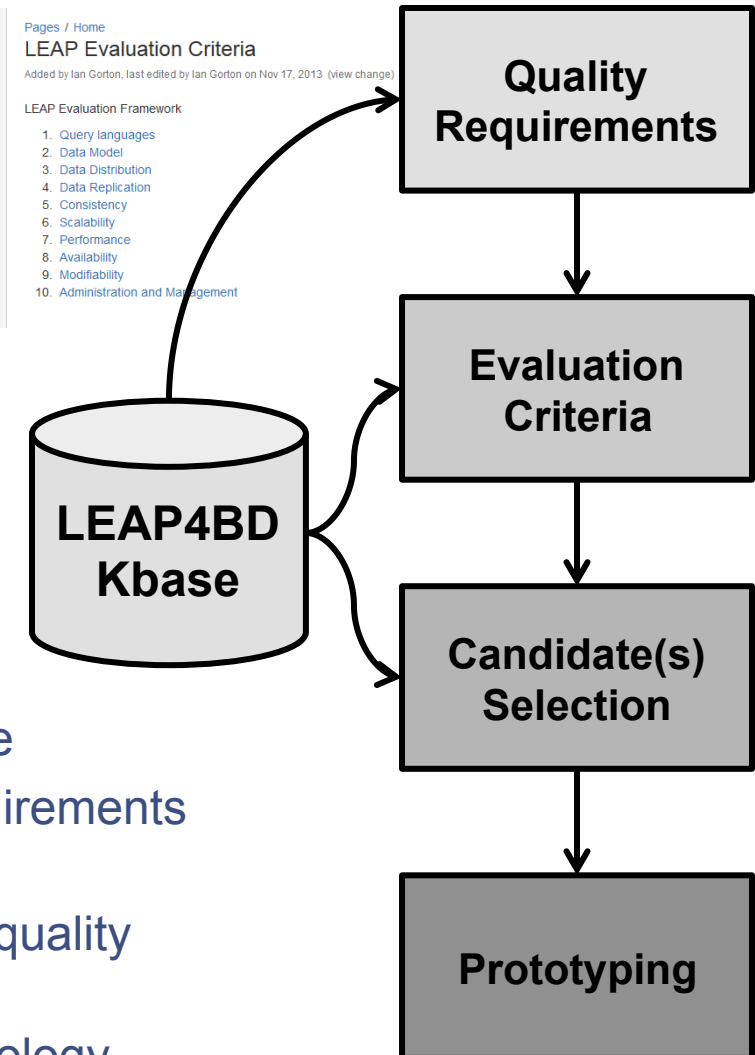 Pages / Home
LEAP Evaluation Criteria
Added by Ian Gorton, last edited by Ian Gorton on Nov 17, 2013 (view change)
LEAP Evaluation Framework
1. Query languages
2. Data Model
3. Data Distribution
4. Data Replication
5. Consistency
6. Scalability
7. Performance
8. Availability
9. Modifiability
10. Administration and Management
Quality
Requirements
Evaluation
Criteria
LEAP4BD
Kbase
Candidate(s)
Selection
Prototyping
quality